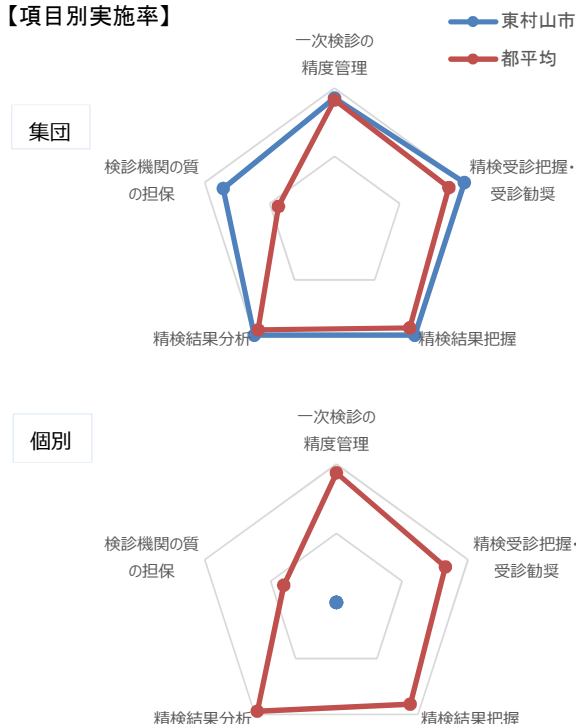 【項目別実施率】
東村山市
都平均
集団
一次検診の
精度管理
精検受診把握・
受診勧奨
精検結果把握
精検結果分析
検診機関の質
の担保
個別
一次検診の
精度管理
精検受診把握・
受診勧奨
精検結果把握
精検結果分析
検診機関の質
の担保